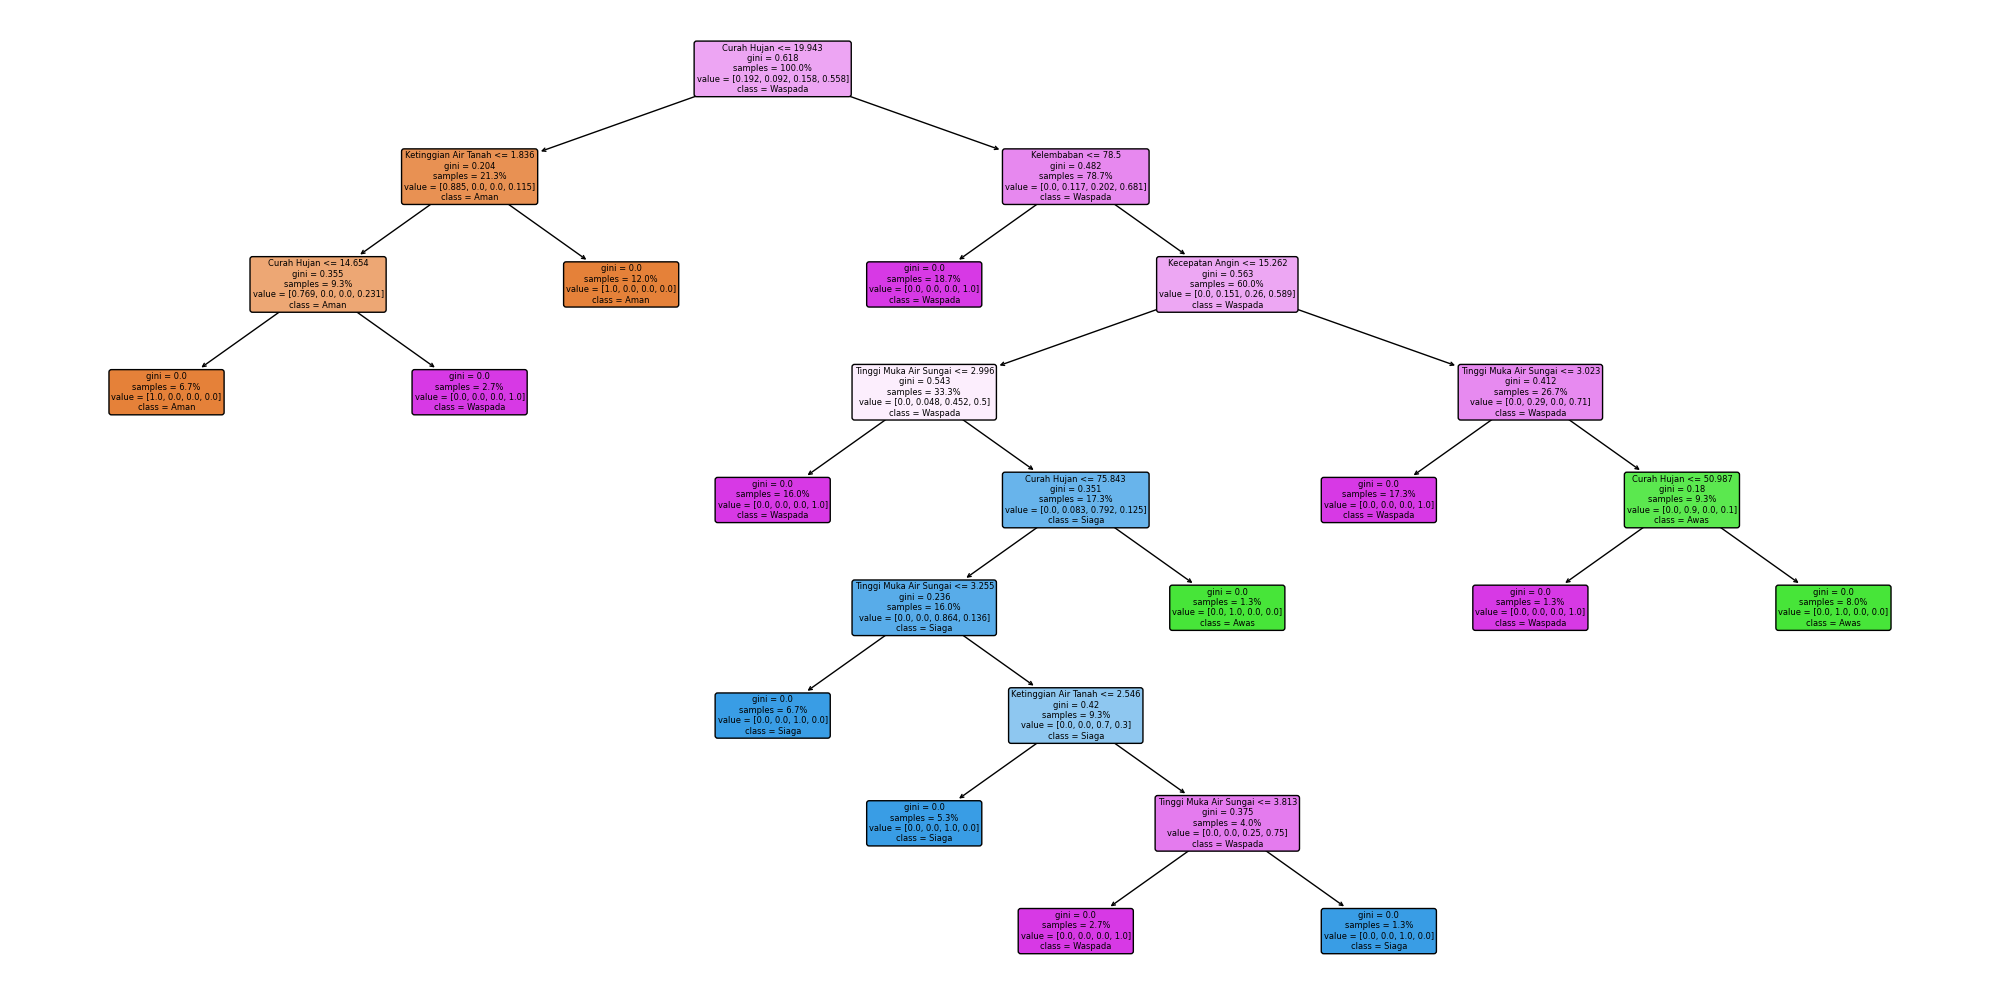 Curah Hujan <= 19.943
gini = 0.618
samples = 100.0%
value = [0.192, 0.092, 0.158, 0.558]
class = Waspada
Ketinggian Air Tanah <= 1.836
gini = 0.204
samples = 21.3%
value = [0.885, 0.0, 0.0, 0.115]
class = Aman
Kelembaban <= 78.5
gini = 0.482
samples = 78.7%
value = [0.0, 0.117, 0.202, 0.681]
class = Waspada
Curah Hujan <= 14.654
gini = 0.355
samples = 9.3%
value = [0.769, 0.0, 0.0, 0.231]
class = Aman
gini = 0.0
samples = 12.0%
value = [1.0, 0.0, 0.0, 0.0]
class = Aman
gini = 0.0
samples = 18.7%
value = [0.0, 0.0, 0.0, 1.0]
class = Waspada
Kecepatan Angin <= 15.262
gini = 0.563
samples = 60.0%
value = [0.0, 0.151, 0.26, 0.589]
class = Waspada
gini = 0.0
samples = 6.7%
value = [1.0, 0.0, 0.0, 0.0]
class = Aman
gini = 0.0
samples = 2.7%
value = [0.0, 0.0, 0.0, 1.0]
class = Waspada
Tinggi Muka Air Sungai <= 2.996
gini = 0.543
samples = 33.3%
value = [0.0, 0.048, 0.452, 0.5]
class = Waspada
Tinggi Muka Air Sungai <= 3.023
gini = 0.412
samples = 26.7%
value = [0.0, 0.29, 0.0, 0.71]
class = Waspada
gini = 0.0
samples = 16.0%
value = [0.0, 0.0, 0.0, 1.0]
class = Waspada
Curah Hujan <= 75.843
gini = 0.351
samples = 17.3%
value = [0.0, 0.083, 0.792, 0.125]
class = Siaga
gini = 0.0
samples = 17.3%
value = [0.0, 0.0, 0.0, 1.0]
class = Waspada
Curah Hujan <= 50.987
gini = 0.18
samples = 9.3%
value = [0.0, 0.9, 0.0, 0.1]
class = Awas
Tinggi Muka Air Sungai <= 3.255
gini = 0.236
samples = 16.0%
value = [0.0, 0.0, 0.864, 0.136]
class = Siaga
gini = 0.0
samples = 1.3%
value = [0.0, 1.0, 0.0, 0.0]
class = Awas
gini = 0.0
samples = 1.3%
value = [0.0, 0.0, 0.0, 1.0]
class = Waspada
gini = 0.0
samples = 8.0%
value = [0.0, 1.0, 0.0, 0.0]
class = Awas
gini = 0.0
samples = 6.7%
value = [0.0, 0.0, 1.0, 0.0]
class = Siaga
Ketinggian Air Tanah <= 2.546
gini = 0.42
samples = 9.3%
value = [0.0, 0.0, 0.7, 0.3]
class = Siaga
gini = 0.0
samples = 5.3%
value = [0.0, 0.0, 1.0, 0.0]
class = Siaga
Tinggi Muka Air Sungai <= 3.813
gini = 0.375
samples = 4.0%
value = [0.0, 0.0, 0.25, 0.75]
class = Waspada
gini = 0.0
samples = 2.7%
value = [0.0, 0.0, 0.0, 1.0]
class = Waspada
gini = 0.0
samples = 1.3%
value = [0.0, 0.0, 1.0, 0.0]
class = Siaga